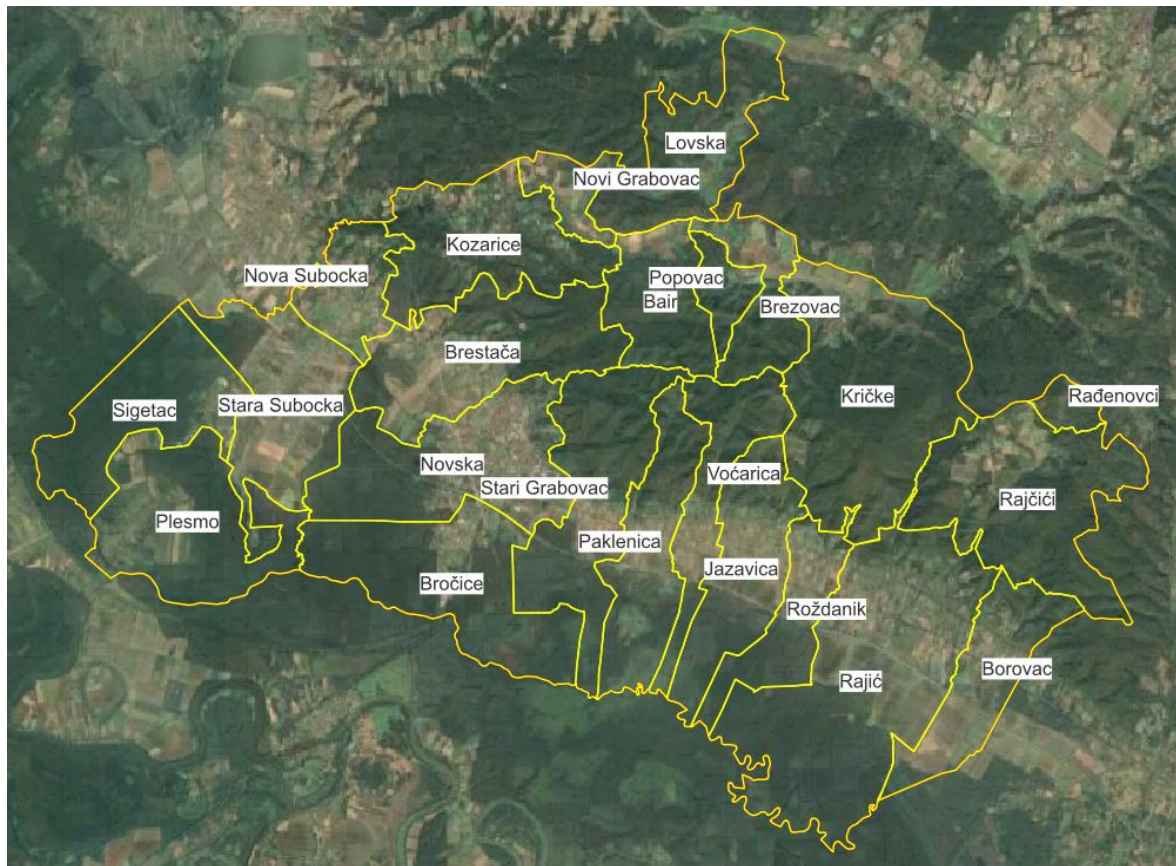 Lovska
Novi Grabovac
Kozarice
Nova Subocka
Popovac
Bair
Brezovac
Brestača
Rađenovci
Kričke
Sigetac
Stara Subocka
Novska
Stari Grabovac
Voćarica
Rajčići
Plesmo
Paklenica
Jazavica
Bročice
Roždanik
Rajić
Borovac